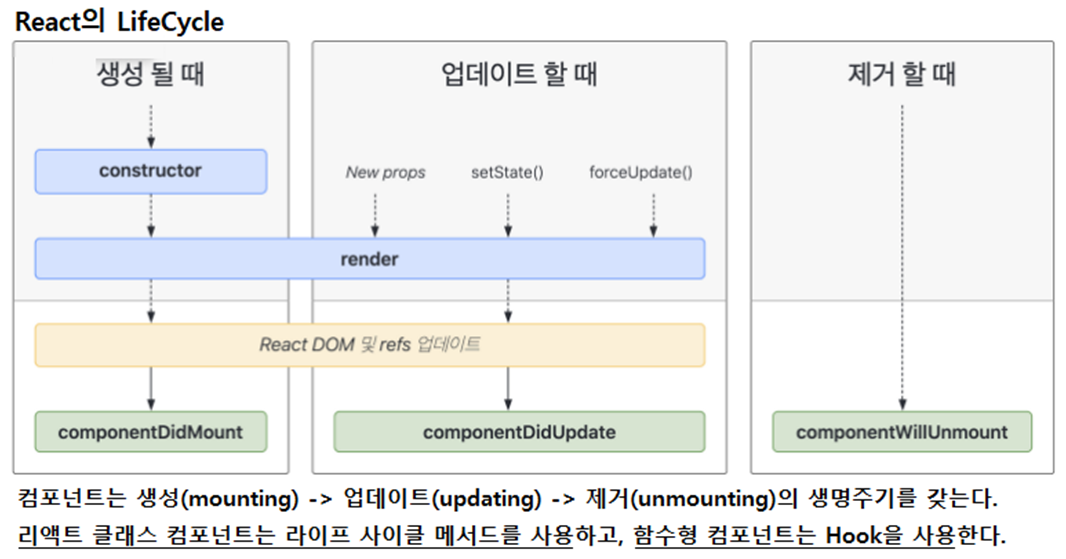 React의 LifeCycle
생성 될 때
업데이트 할 때
제거 할 때
constructor
New props
setState()
forceUpdate()
render
React DOM 및 refs 업데이트
componentDidMount
componentDidUpdate
componentWillUnmount
컴포넌트는 생성(mounting) -> 업데이트(updating) -> 제거(unmounting)의 생명주기를 갖는다.
리액트 클래스 컴포넌트는 라이프 사이클 메서드를 사용하고, 함수형 컴포넌트는 Hook을 사용한다.